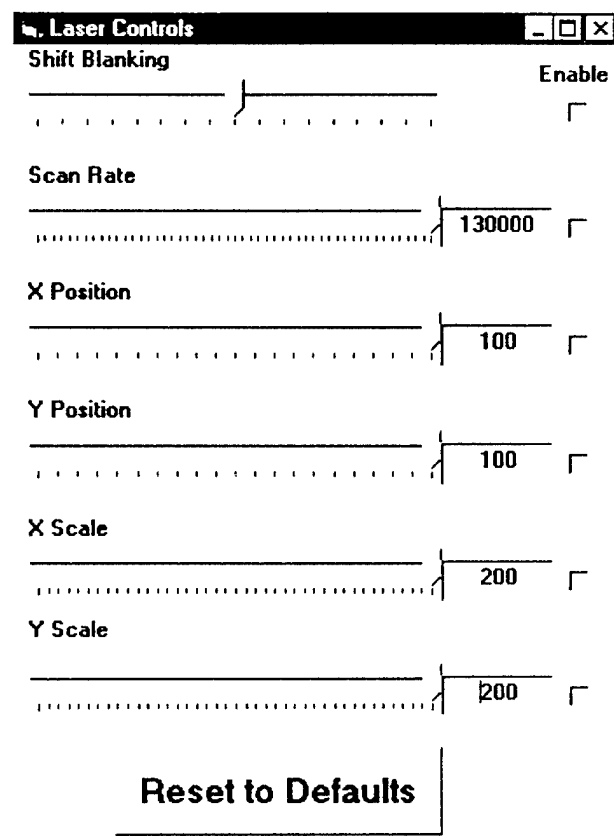 Laser Controls
Shift Blanking
Enable
Scan Rate
130000
X Position
100
Y Position
100
X Scale
200
Y Scale
200
Reset to Defaults